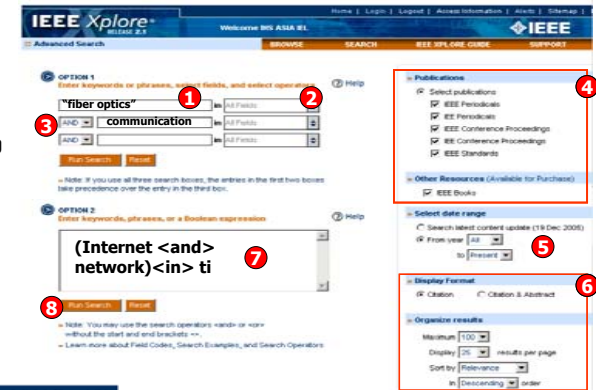 Home | Login | Logout | Access Information | Alerts | Sitemap |
IEEE Xplore®
RELEASE 2.1
Welcome IHS ASIA IEL
IEEE
Advanced Search
BROWSE SEARCH IEEE XPLORE GUIDE SUPPORT
OPTION 1
Enter keywords or phrases, select fields, and select operators
Help
1
2
3
"fiber optics" in All Fields
AND communication in All Fields
AND in All Fields
Run Search Reset
» Note: If you use all three search boxes, the entries in the first two boxes
take precedence over the entry in the third box.
OPTION 2
Enter keywords, phrases, or a Boolean expression
Help
(Internet <and>
network)<in> ti
7
8
Run Search Reset
» Note: You may use the search operators <and> or <or>
without the start and end brackets <>.
» Learn more about Field Codes, Search Examples, and Search Operators
» Publications
4
Select publications
IEEE Periodicals
IEE Periodicals
IEEE Conference Proceedings
IEE Conference Proceedings
IEEE Standards
» Other Resources (Available for Purchase)
IEEE Books
» Select date range
Search latest content update (19 Dec 2005)
From year All
to Present
5
» Display Format
6
Citation Citation & Abstract
» Organize results
Maximum 100
Display 25 results per page
Sort by Relevance
In Descending order